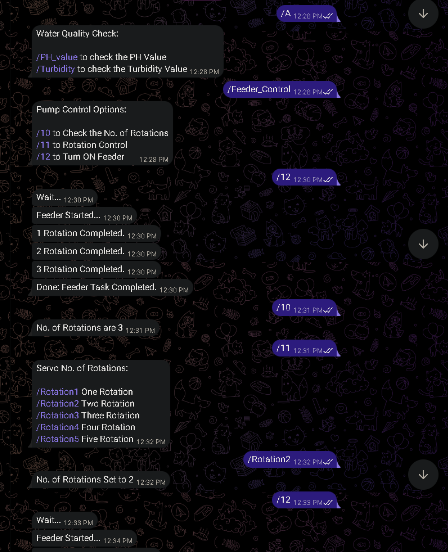 /A 12:28 PM
Water Quality Check:
/PH_value to check the PH Value
/Turbidity to check the Turbidity Value 12:28 PM
/Feeder_Control 12:28 PM
Pump Control Options:
/10 to Check the No. of Rotations
/11 to Rotation Control
/12 to Turn ON Feeder 12:28 PM
/12 12:30 PM
Wait... 12:30 PM
Feeder Started... 12:30 PM
1 Rotation Completed. 12:30 PM
2 Rotation Completed. 12:30 PM
3 Rotation Completed. 12:30 PM
Done: Feeder Task Completed. 12:30 PM
/10 12:31 PM
No. of Rotations are 3 12:31 PM
/11 12:31 PM
Servo No. of Rotations:
/Rotation1 One Rotation
/Rotation2 Two Rotation
/Rotation3 Three Rotation
/Rotation4 Four Rotation
/Rotation5 Five Rotation 12:32 PM
/Rotation2 12:32 PM
No. of Rotations Set to 2 12:32 PM
/12 12:33 PM
Wait... 12:33 PM
Feeder Started... 12:34 PM